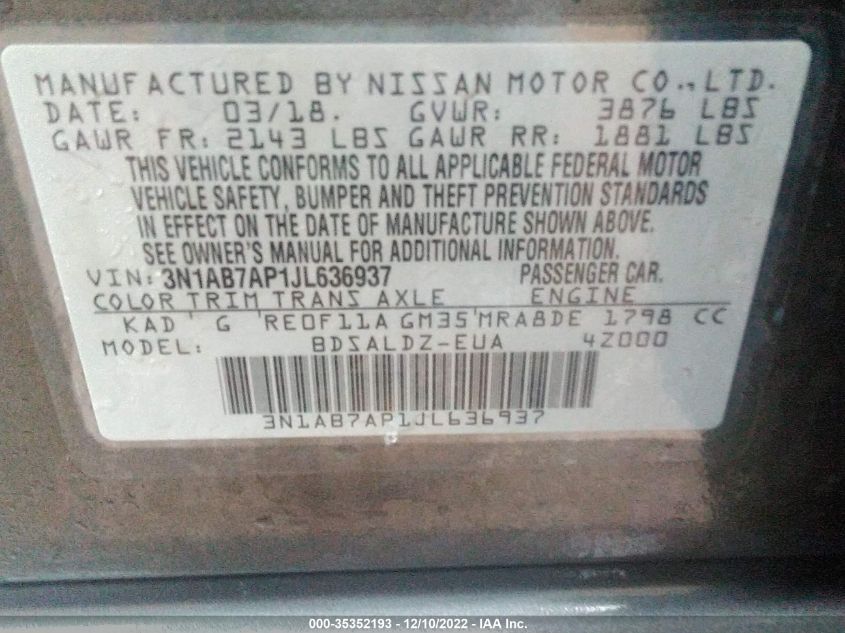 MANUFACTURED BY NISSAN MOTOR CO., LTD.
DATE: 03/18. GVWR: 3876 LBS
GAWR FR: 2143 LBS GAWR RR: 1881 LBS
THIS VEHICLE CONFORMS TO ALL APPLICABLE FEDERAL MOTOR
VEHICLE SAFETY, BUMPER AND THEFT PREVENTION STANDARDS
IN EFFECT ON THE DATE OF MANUFACTURE SHOWN ABOVE.
SEE OWNER'S MANUAL FOR ADDITIONAL INFORMATION.
VIN: 3N1AB7AP1JL636937 PASSENGER CAR.
COLOR TRIM TRANS AXLE ENGINE
KAD G RE0F11A GM35 MRA8DE 1798 CC
MODEL: BDSALDZ-EUA 4Z000
3N1AB7AP1JL636937
000-35352193 - 12/10/2022 - IAA Inc.